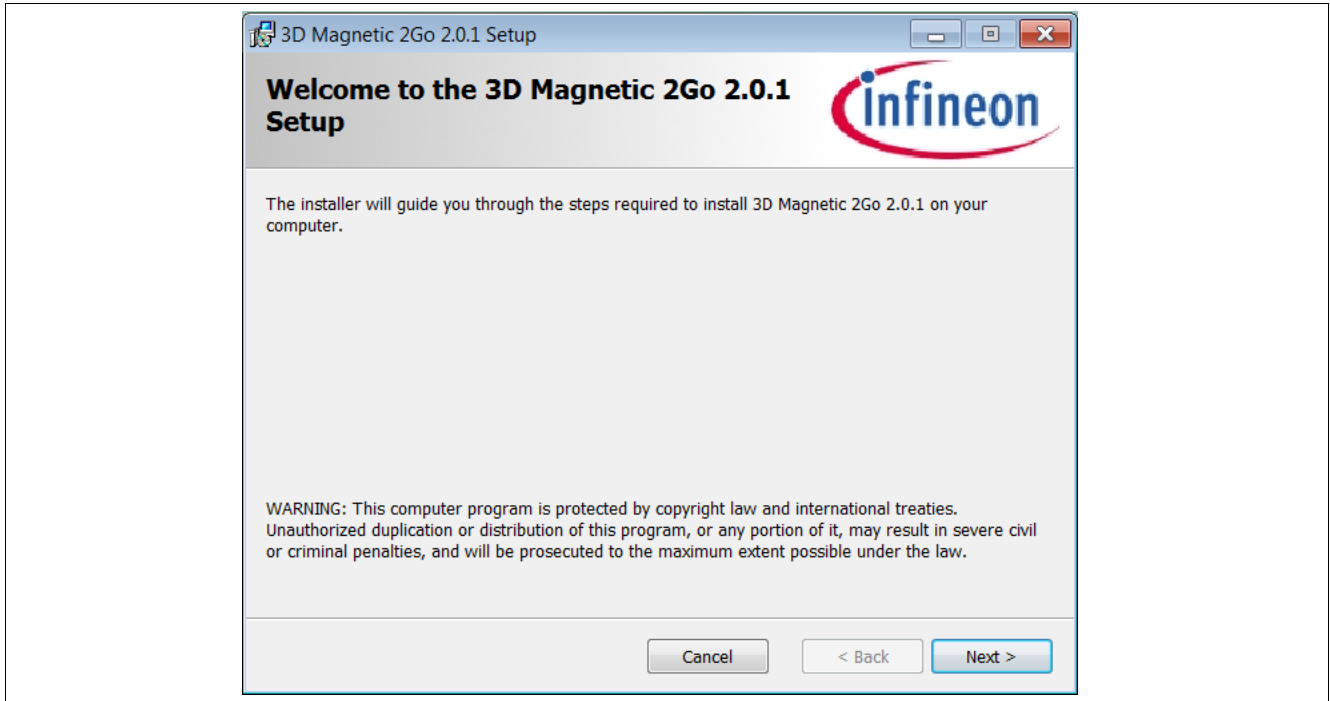 3D Magnetic 2Go 2.0.1 Setup
Welcome to the 3D Magnetic 2Go 2.0.1
Setup
infineon
The installer will guide you through the steps required to install 3D Magnetic 2Go 2.0.1 on your
computer.
WARNING: This computer program is protected by copyright law and international treaties.
Unauthorized duplication or distribution of this program, or any portion of it, may result in severe civil
or criminal penalties, and will be prosecuted to the maximum extent possible under the law.
Cancel
< Back
Next >